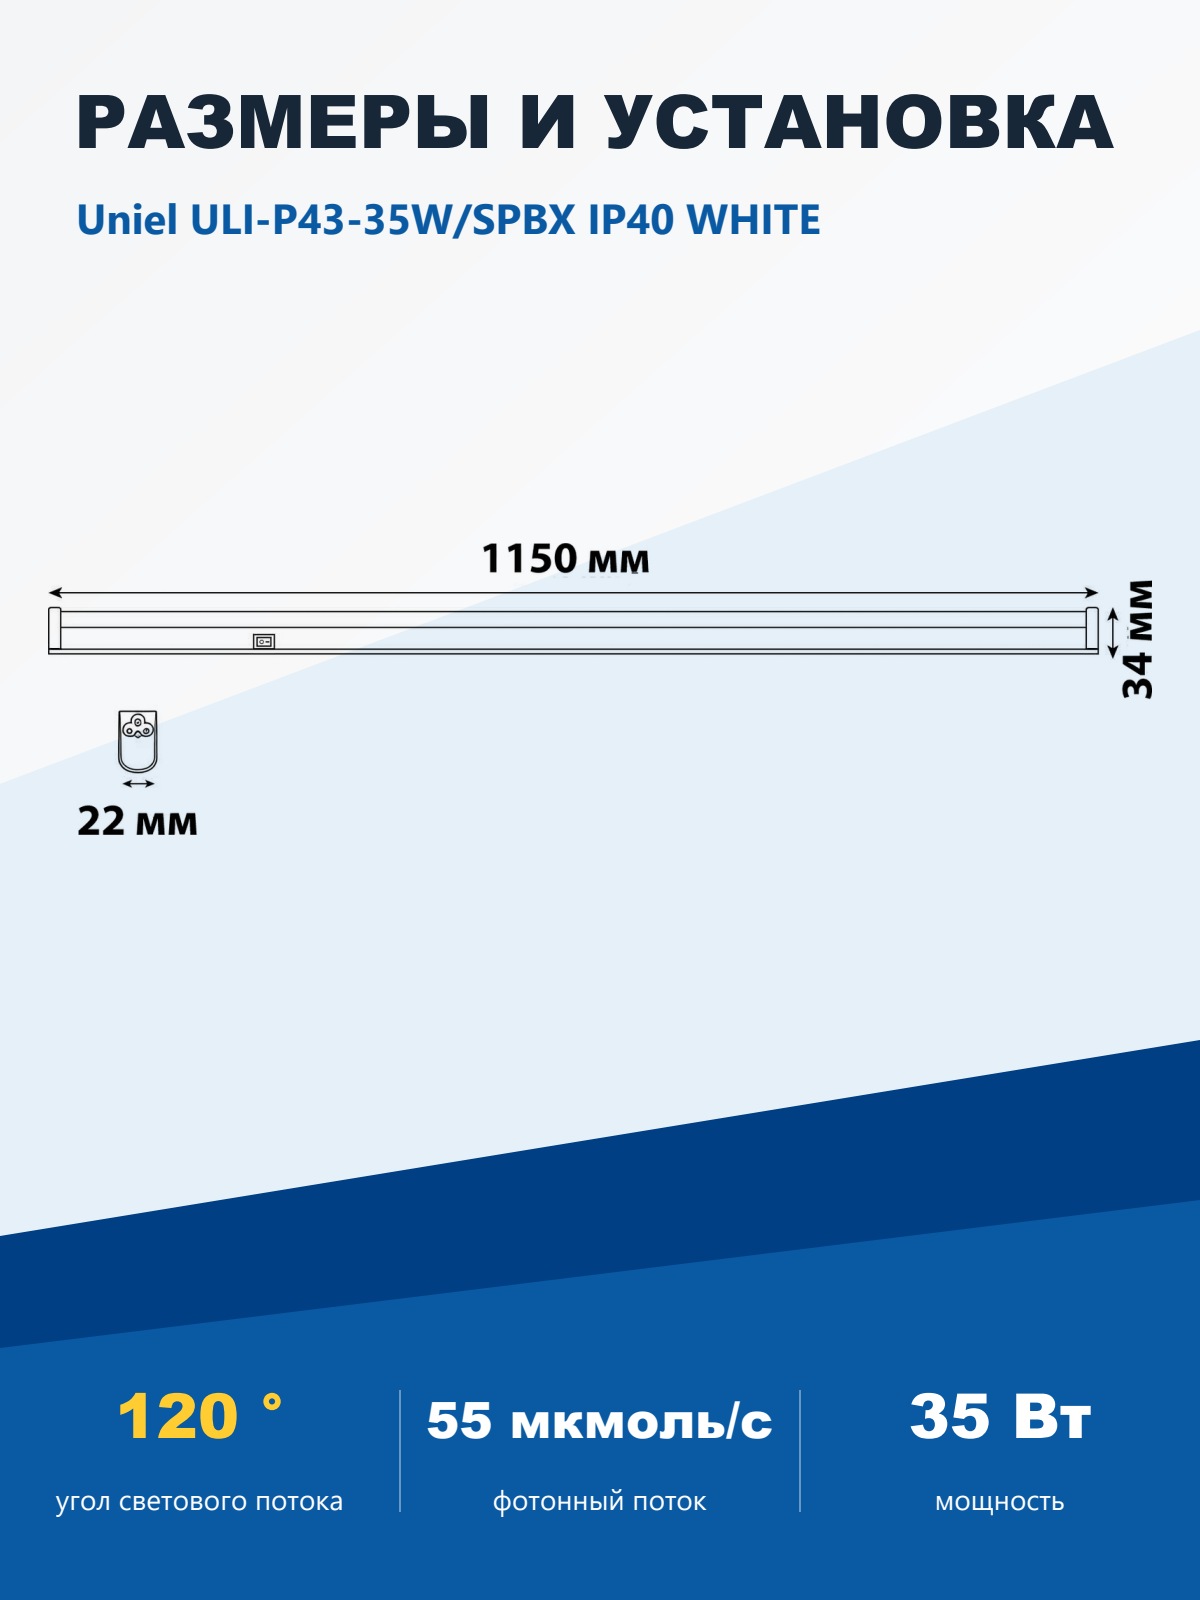 РАЗМЕРЫ И УСТАНОВКА
Uniel ULI-P43-35W/SPBX IP40 WHITE
1150 мм
34 мм
22 мм
120 °
угол светового потока
55 мкмоль/с
фотонный поток
35 Вт
мощность